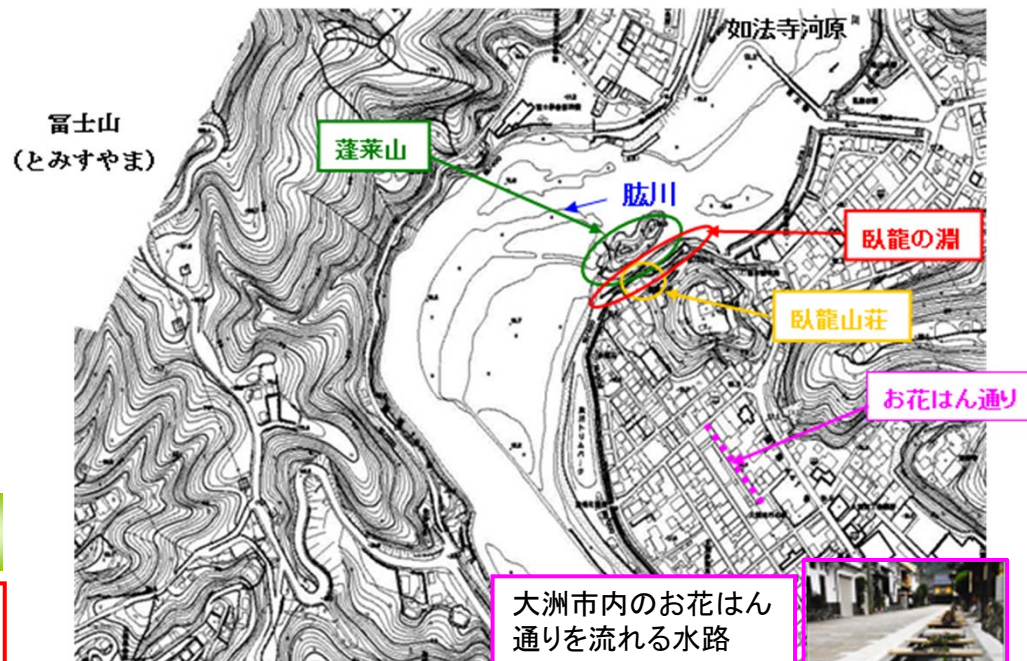 如法寺河原
冨士山
(とみすやま)
蓬莱山
肱川
臥龍の淵
臥龍山荘
お花はん通り
大洲市内のお花はん
通りを流れる水路